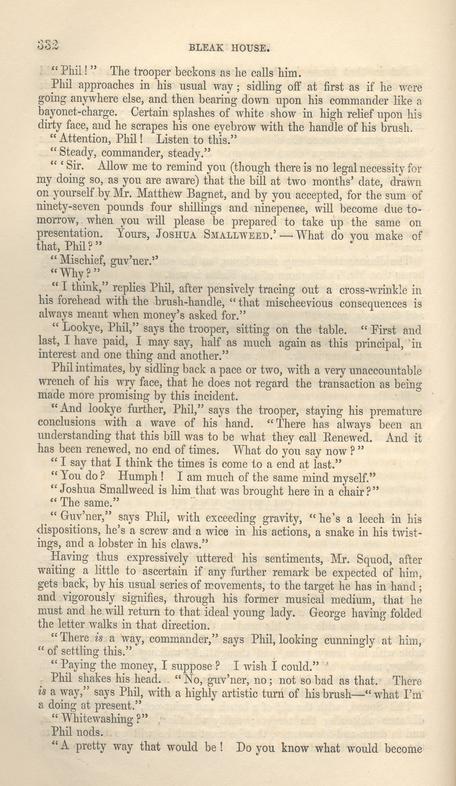 332
BLEAK HOUSE.
"Phil!" The trooper beckons as he calls him.
Phil approaches in his usual way; sidling off at first as if he were
going anywhere else, and then bearing down upon his commander like a
bayonet-charge. Certain splashes of white show in high relief upon his
dirty face, and he scrapes his one eyebrow with the handle of his brush.
"Attention, Phil! Listen to this."
"Steady, commander, steady."
"'Sir. Allow me to remind you (though there is no legal necessity for
my doing so, as you are aware) that the bill at two months' date, drawn
on yourself by Mr. Matthew Bagnet, and by you accepted, for the sum of
ninety-seven pounds four shillings and ninepence, will become due to-
morrow, when you will please be prepared to take up the same on
presentation. Yours, JOSHUA SMALLWEED.'—What do you make of
that, Phil?"
"Mischief, guv'ner."
"Why?"
"I think," replies Phil, after pensively tracing out a cross-wrinkle in
his forehead with the brush-handle, "that mischeevious consequences is
always meant when money's asked for."
"Lookye, Phil," says the trooper, sitting on the table. "First and
last, I have paid, I may say, half as much again as this principal, in
interest and one thing and another."
Phil intimates, by sidling back a pace or two, with a very unaccountable
wrench of his wry face, that he does not regard the transaction as being
made more promising by this incident.
"And lookye further, Phil," says the trooper, staying his premature
conclusions with a wave of his hand. "There has always been an
understanding that this bill was to be what they call Renewed. And it
has been renewed, no end of times. What do you say now?"
"I say that I think the times is come to a end at last."
"You do? Humph! I am much of the same mind myself."
"Joshua Smallweed is him that was brought here in a chair?"
"The same."
"Guv'ner," says Phil, with exceeding gravity, "he's a leech in his
dispositions, he's a screw and a wice in his actions, a snake in his twist-
ings, and a lobster in his claws."
Having thus expressively uttered his sentiments, Mr. Squod, after
waiting a little to ascertain if any further remark be expected of him,
gets back, by his usual series of movements, to the target he has in hand;
and vigorously signifies, through his former musical medium, that he
must and he will return to that ideal young lady. George having folded
the letter walks in that direction.
"There is a way, commander," says Phil, looking cunningly at him,
"of settling this."
"Paying the money, I suppose? I wish I could."
Phil shakes his head. "No, guv'ner, no; not so bad as that. There
is a way," says Phil, with a highly artistic turn of his brush—"what I'm
a doing at present."
"Whitewashing?"
Phil nods.
"A pretty way that would be! Do you know what would become